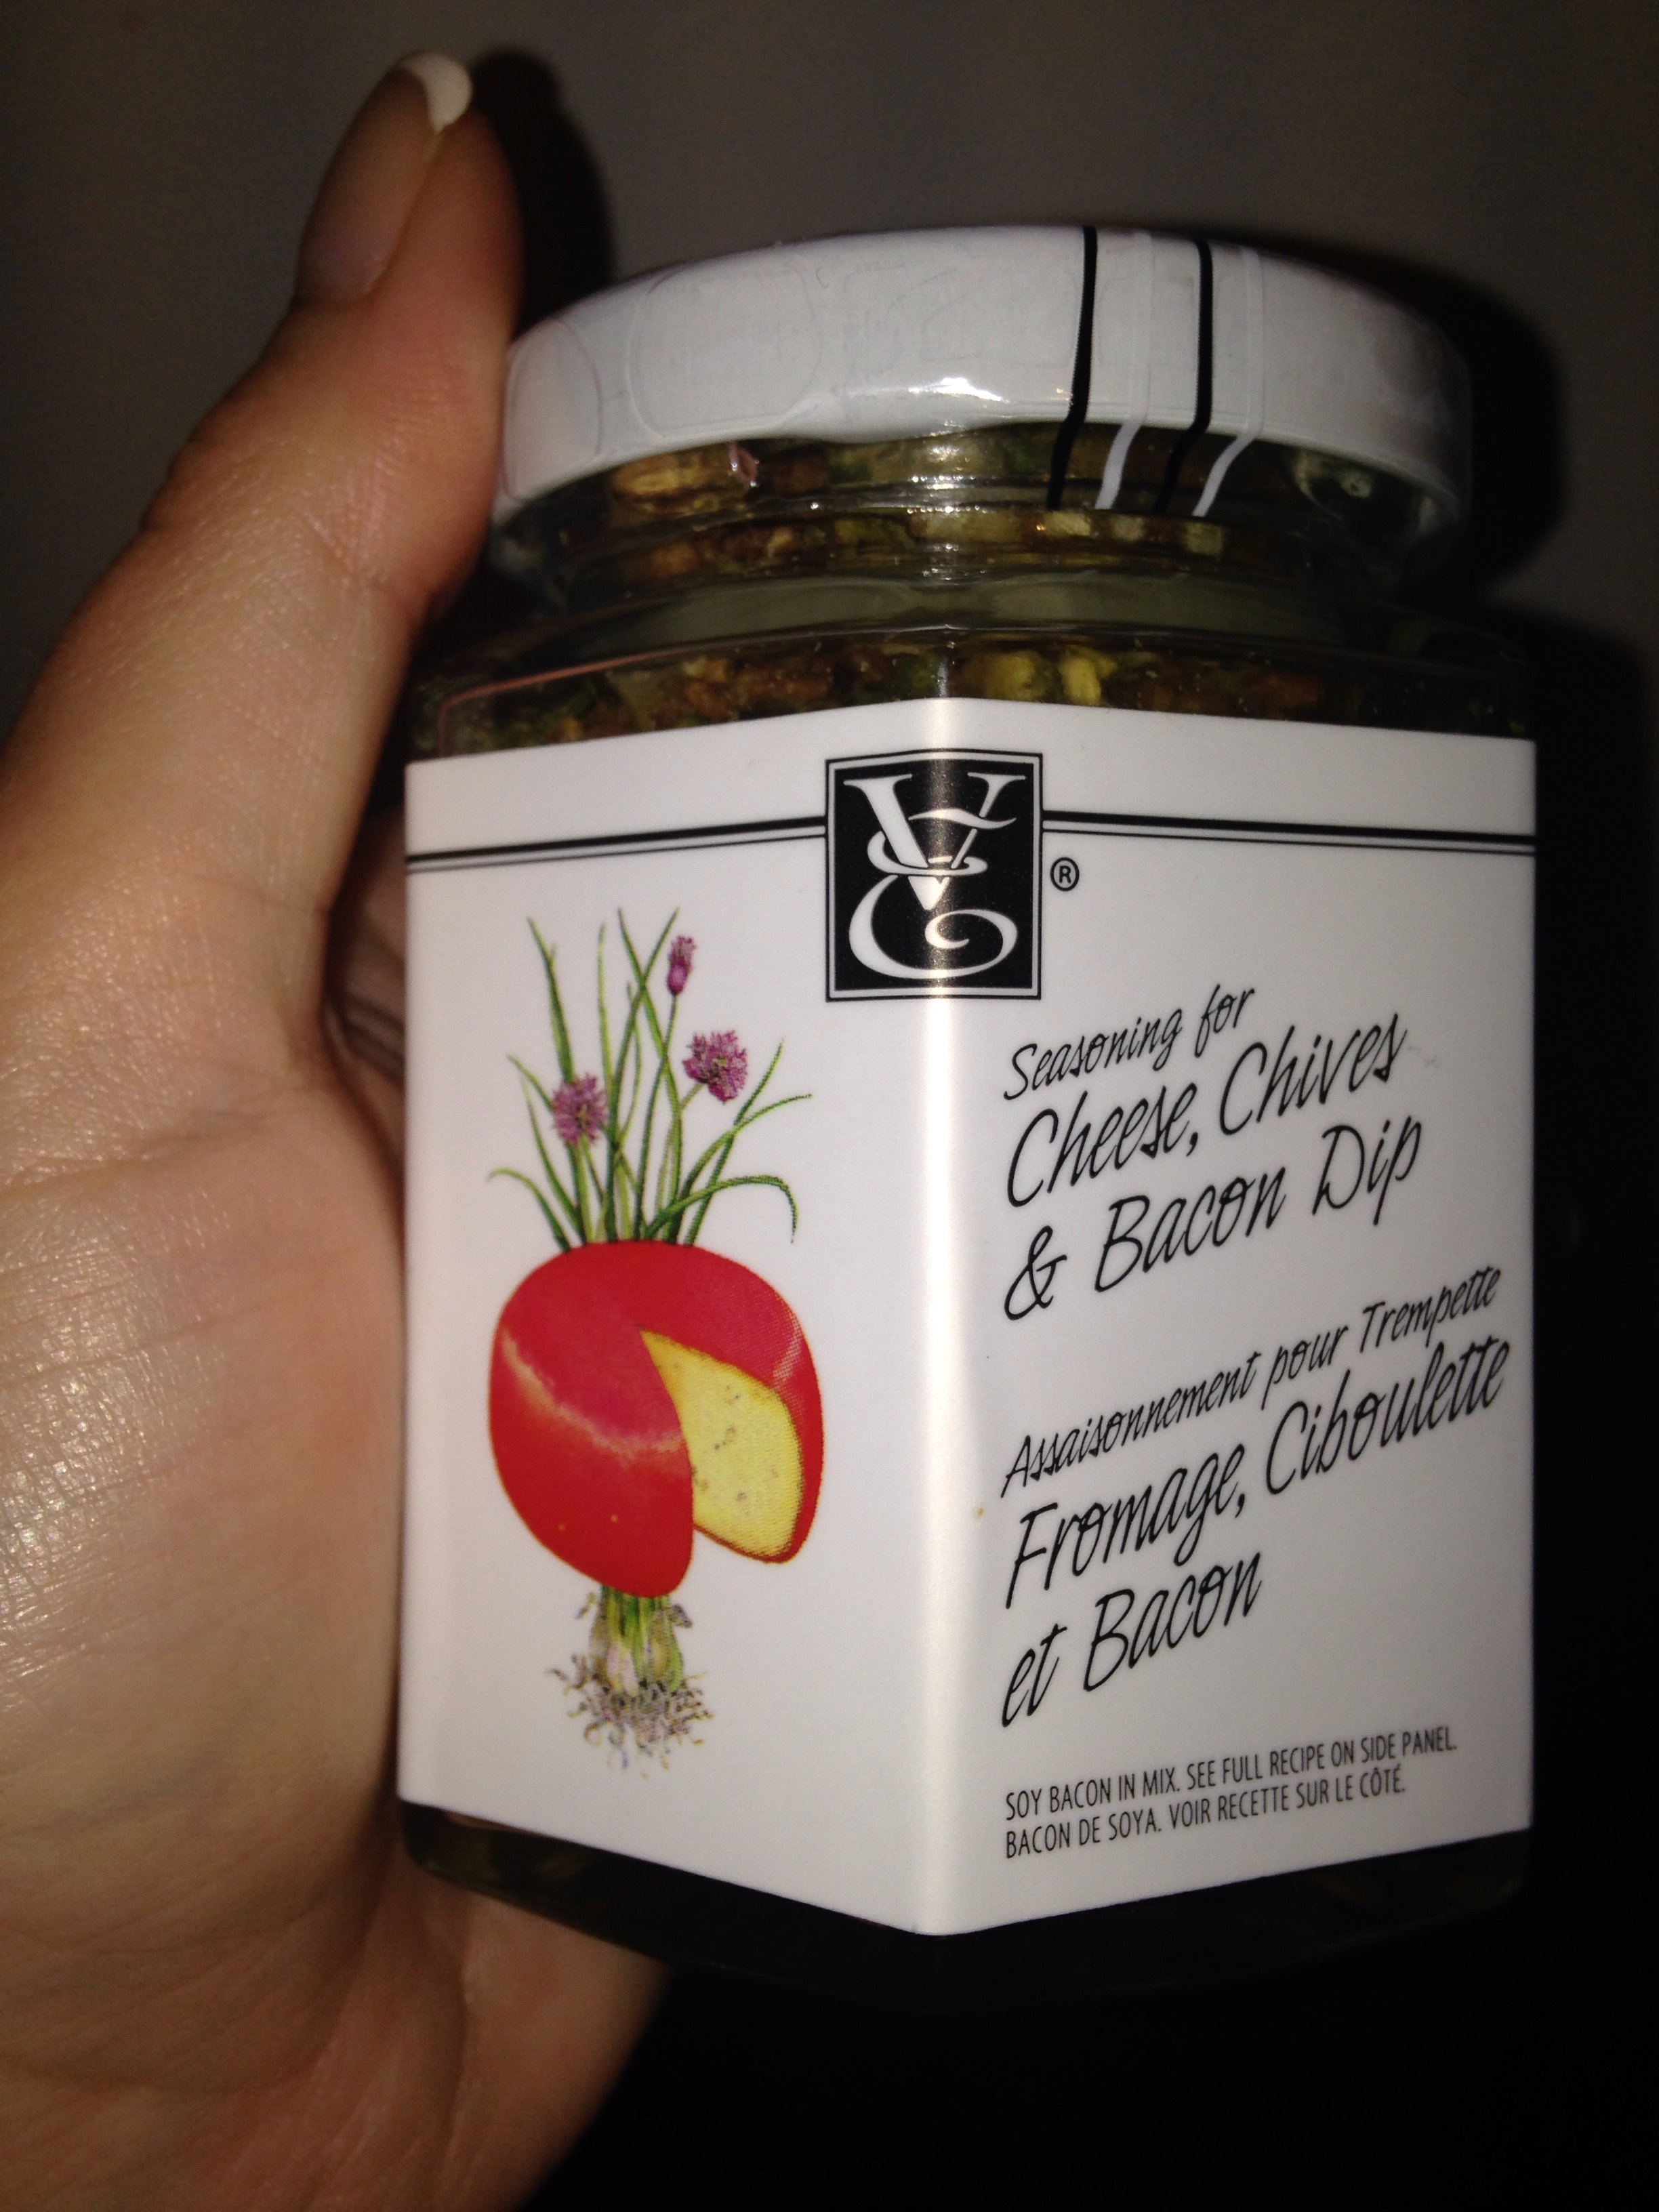 VE
®
Seasoning for
Cheese, Chives
& Bacon Dip
Assaisonnement pour Trempette
Fromage, Ciboulette
et Bacon
SOY BACON IN MIX. SEE FULL RECIPE ON SIDE PANEL.
BACON DE SOYA. VOIR RECETTE SUR LE CÔTÉ.